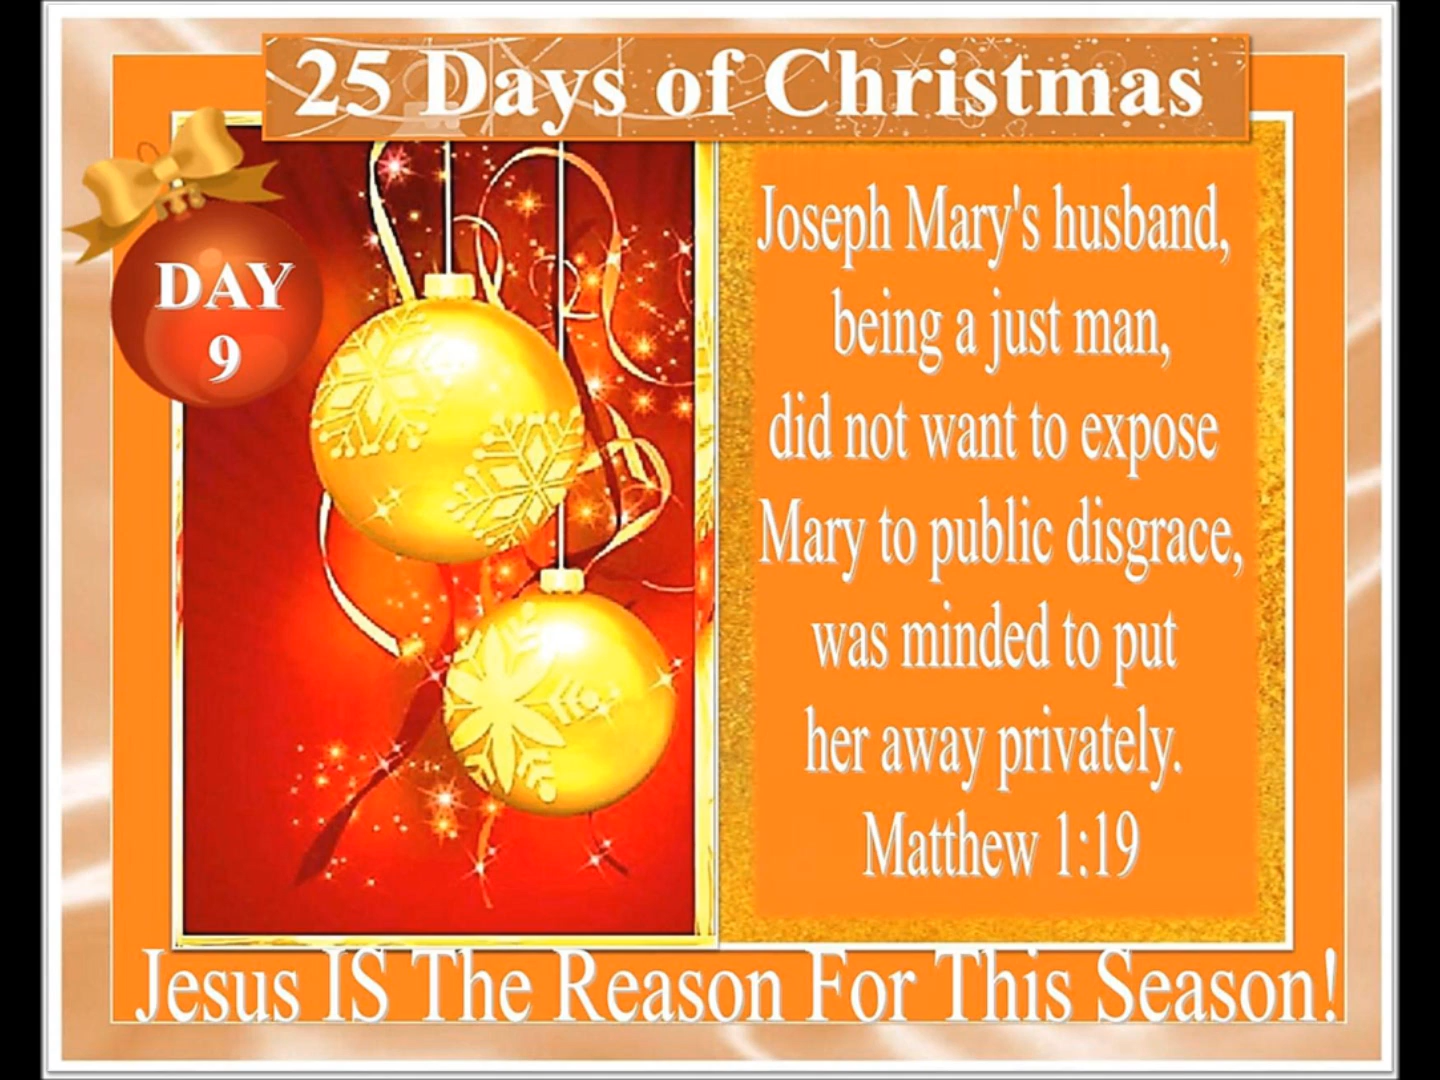 25 Days of Christmas
DAY
9
Joseph Mary's husband,
being a just man,
did not want to expose
Mary to public disgrace,
was minded to put
her away privately.
Matthew 1:19
Jesus IS The Reason For This Season!